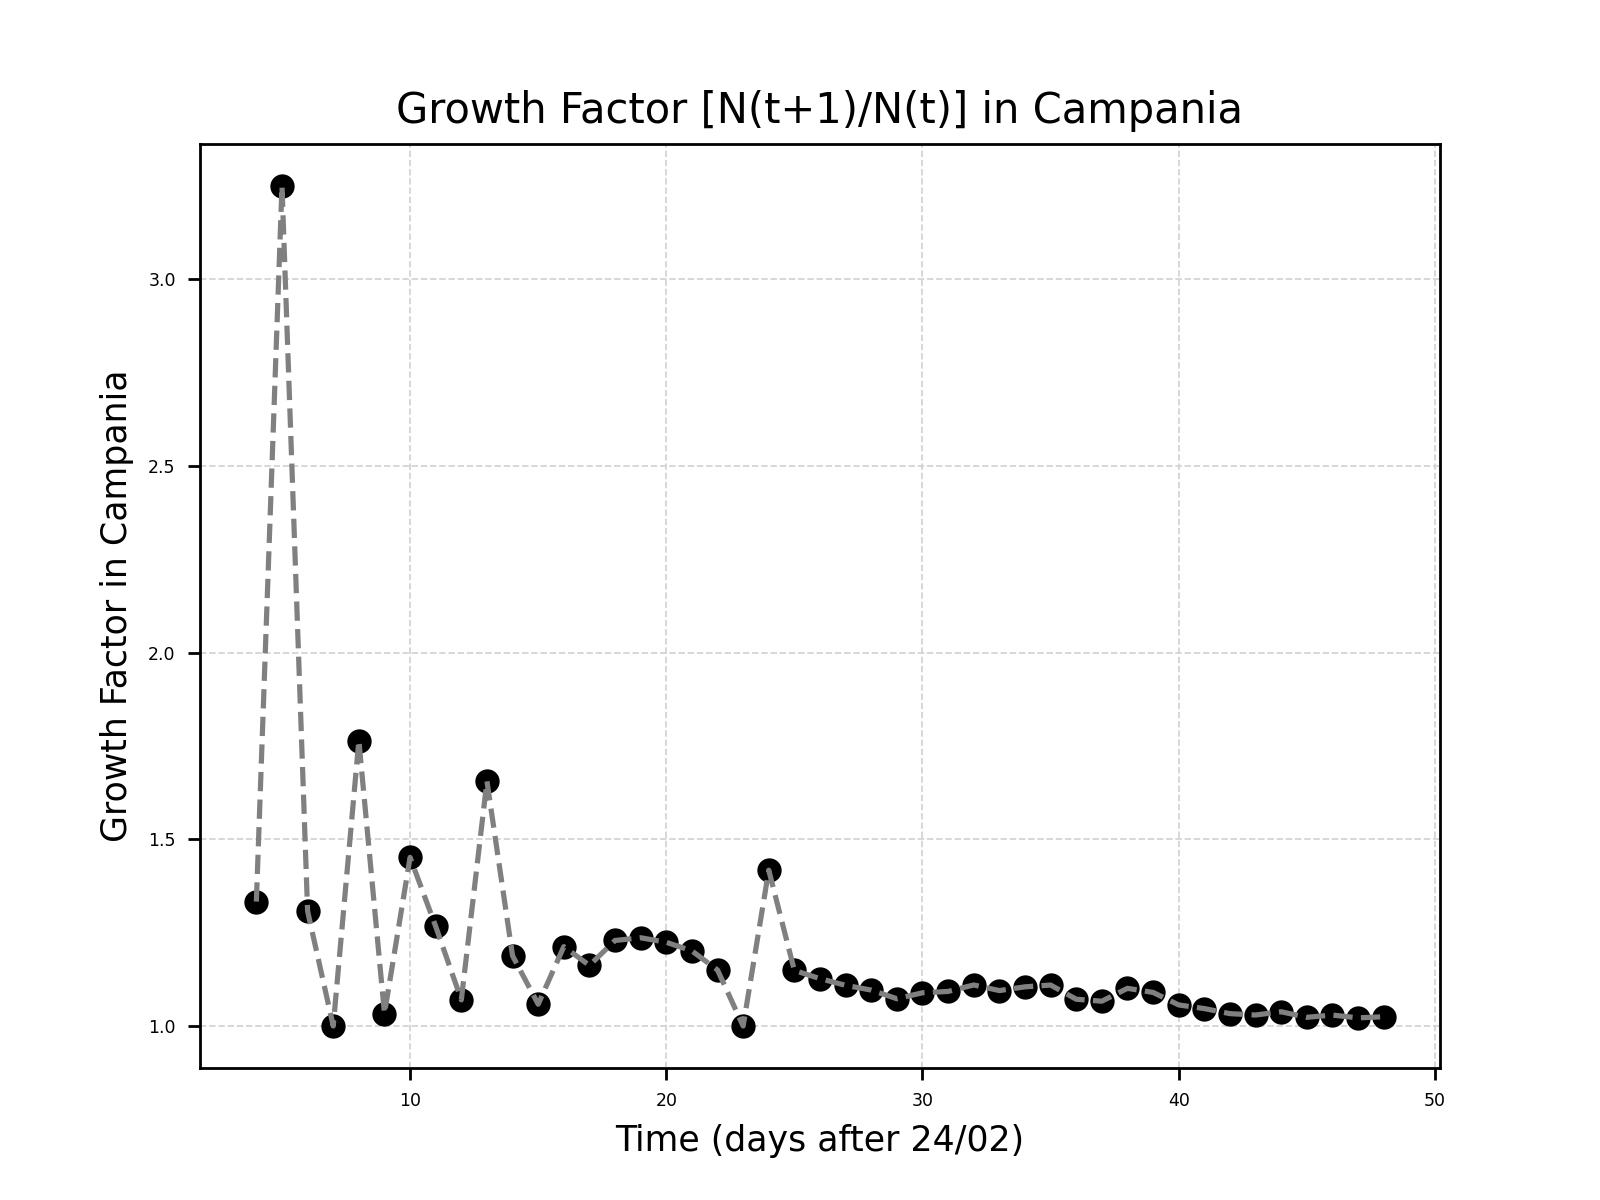 Growth Factor [N(t+1)/N(t)] in Campania
Growth Factor in Campania
3.0
2.5
2.0
1.5
1.0
10 20 30 40 50
Time (days after 24/02)